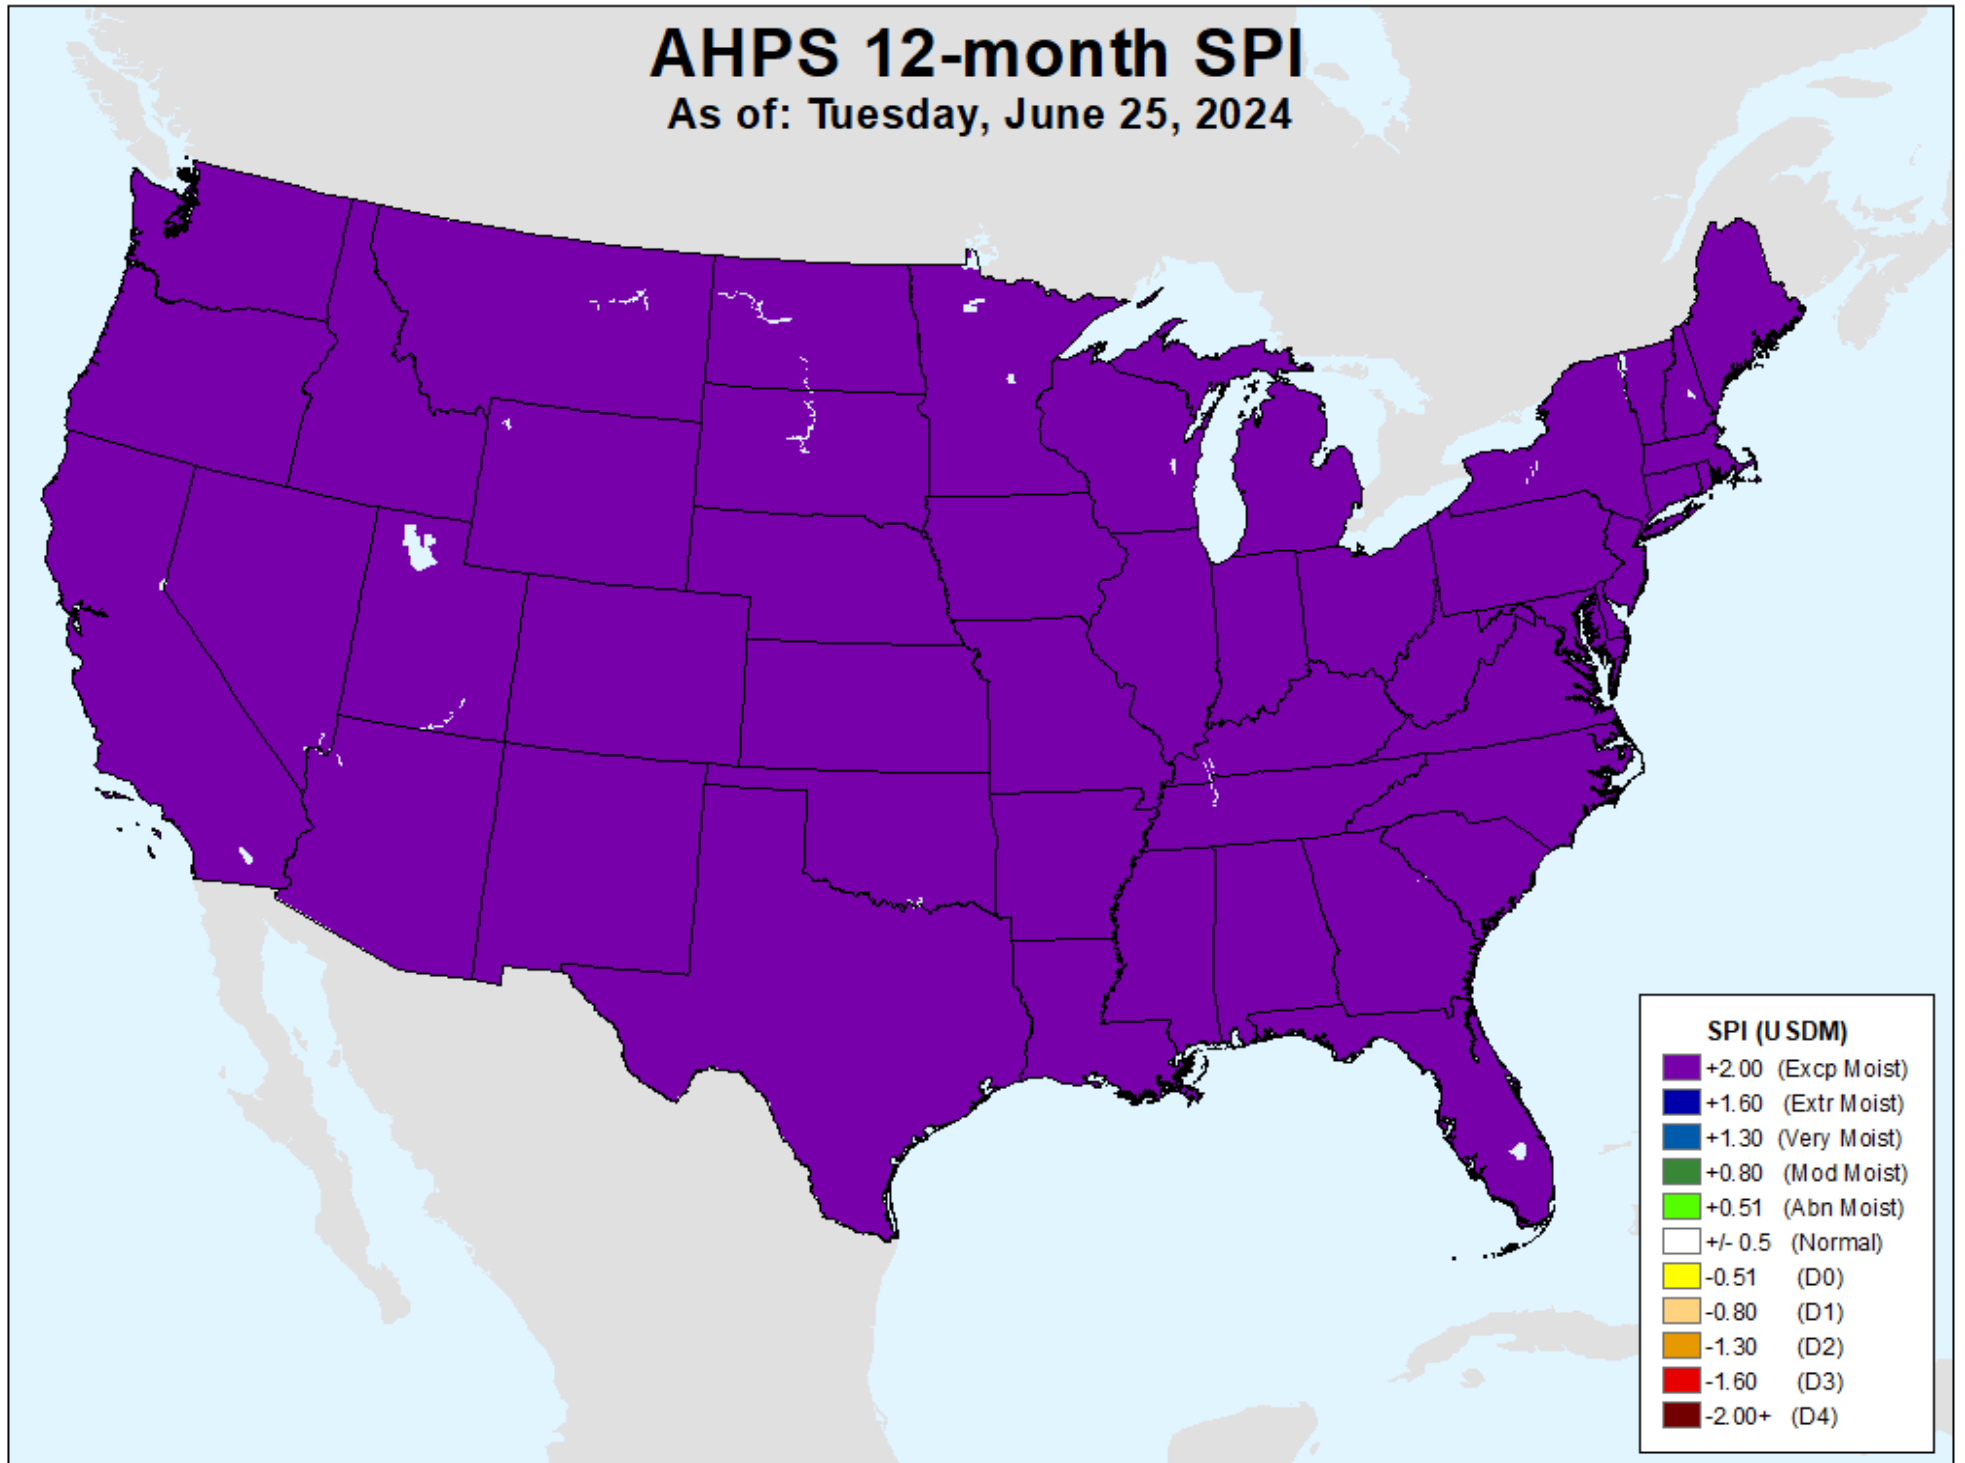 AHPS 12-month SPI
As of: Tuesday, June 25, 2024
SPI (USDM)
+2.00 (Excp Moist)
+1.60 (Extr Moist)
+1.30 (Very Moist)
+0.80 (Mod Moist)
+0.51 (Abn Moist)
+/- 0.5 (Normal)
-0.51 (D0)
-0.80 (D1)
-1.30 (D2)
-1.60 (D3)
-2.00+ (D4)